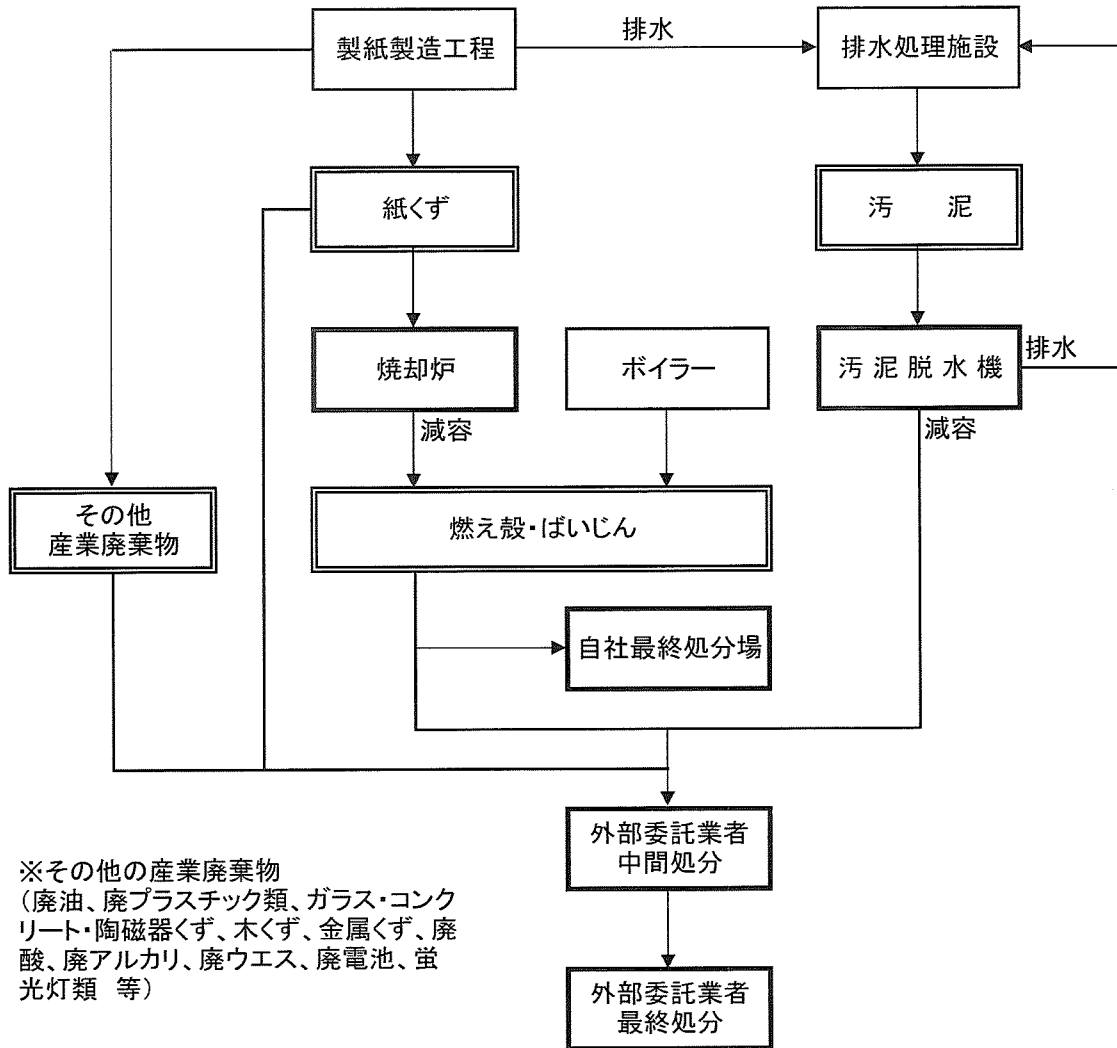 製紙製造工程
排水
排水処理施設
紙くず
汚　　泥
焼却炉
ボイラー
汚 泥 脱 水 機
排水
減容
減容
その他
産業廃棄物
燃え殻・ばいじん
自社最終処分場
外部委託業者
中間処分
※その他の産業廃棄物
（廃油、廃プラスチック類、ガラス・コンク
リート・陶磁器くず、木くず、金属くず、廃
酸、廃アルカリ、廃ウエス、廃電池、蛍
光灯類　等）
外部委託業者
最終処分